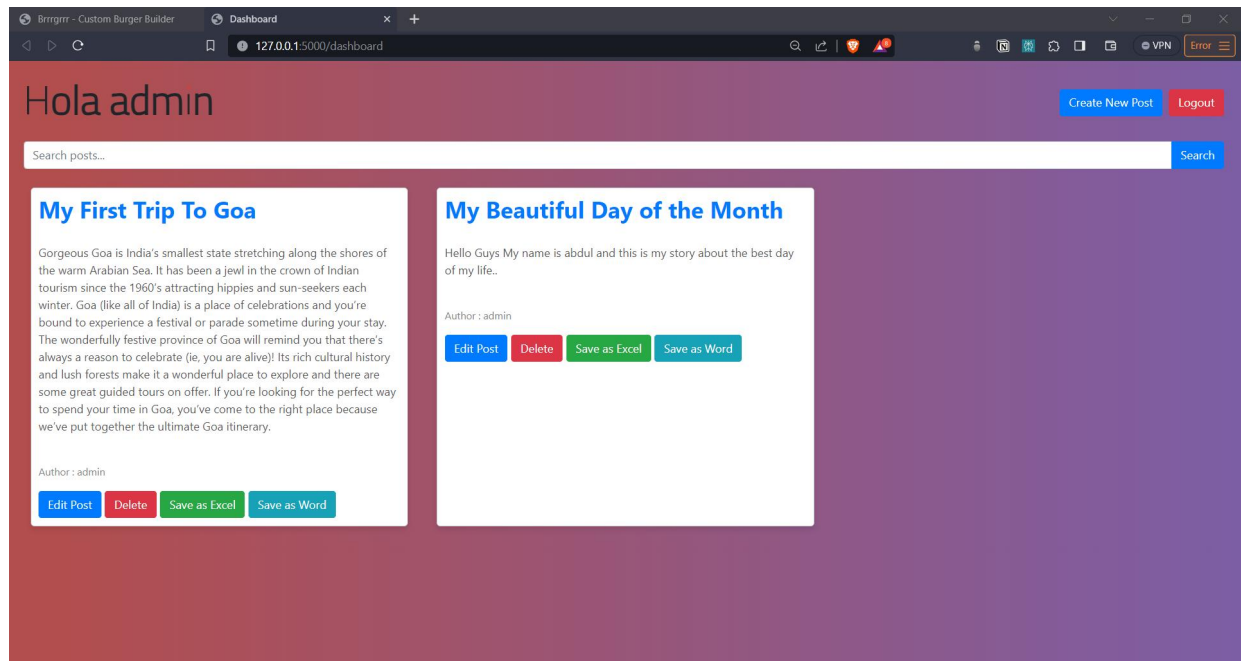 Brrrgrrr - Custom Burger Builder
Dashboard
127.0.0.1:5000/dashboard
VPN
Error
Hola admin
Create New Post
Logout
Search posts...
Search
My First Trip To Goa
Gorgeous Goa is India's smallest state stretching along the shores of
the warm Arabian Sea. It has been a jewl in the crown of Indian
tourism since the 1960's attracting hippies and sun-seekers each
winter. Goa (like all of India) is a place of celebrations and you're
bound to experience a festival or parade sometime during your stay.
The wonderfully festive province of Goa will remind you that there's
always a reason to celebrate (ie, you are alive)! Its rich cultural history
and lush forests make it a wonderful place to explore and there are
some great guided tours on offer. If you're looking for the perfect way
to spend your time in Goa, you've come to the right place because
we've put together the ultimate Goa itinerary.
Author : admin
Edit Post
Delete
Save as Excel
Save as Word
My Beautiful Day of the Month
Hello Guys My name is abdul and this is my story about the best day
of my life..
Author : admin
Edit Post
Delete
Save as Excel
Save as Word